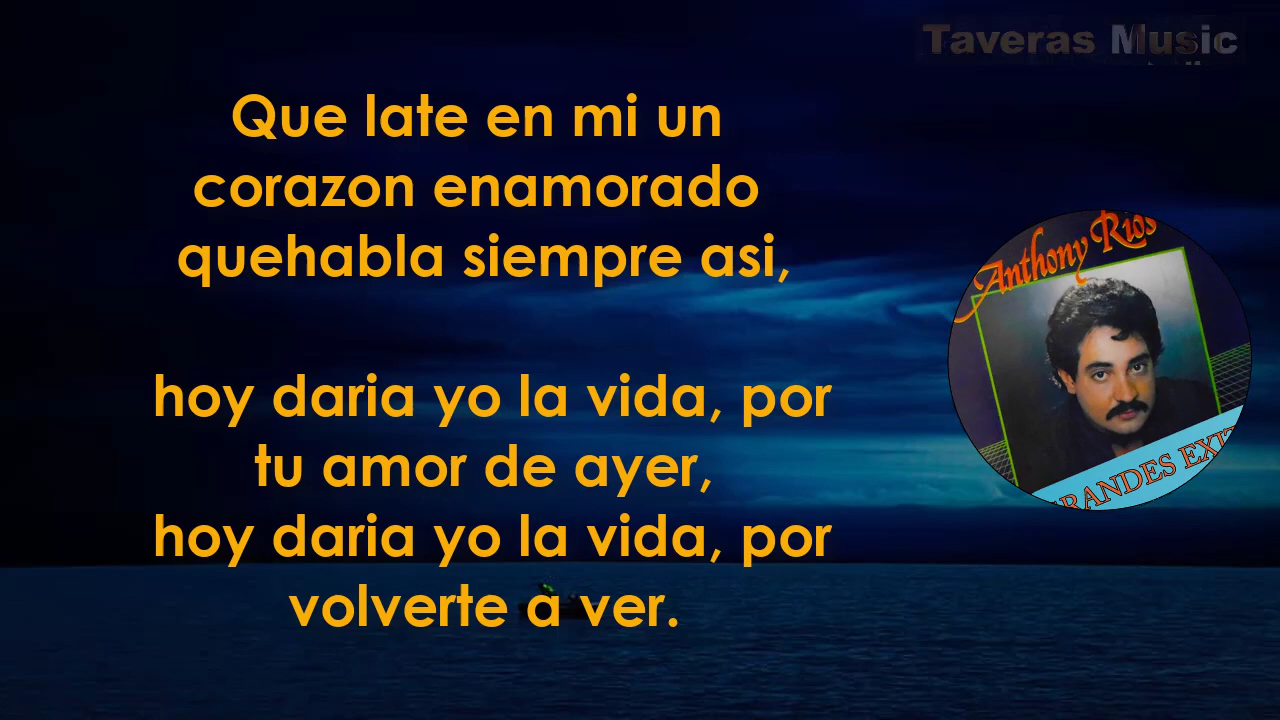 Taveras Music
Que late en mi un
corazon enamorado
quehabla siempre asi,
hoy daria yo la vida, por
tu amor de ayer,
hoy daria yo la vida, por
volverte a ver.
Anthony Rios
RANDES EXIT